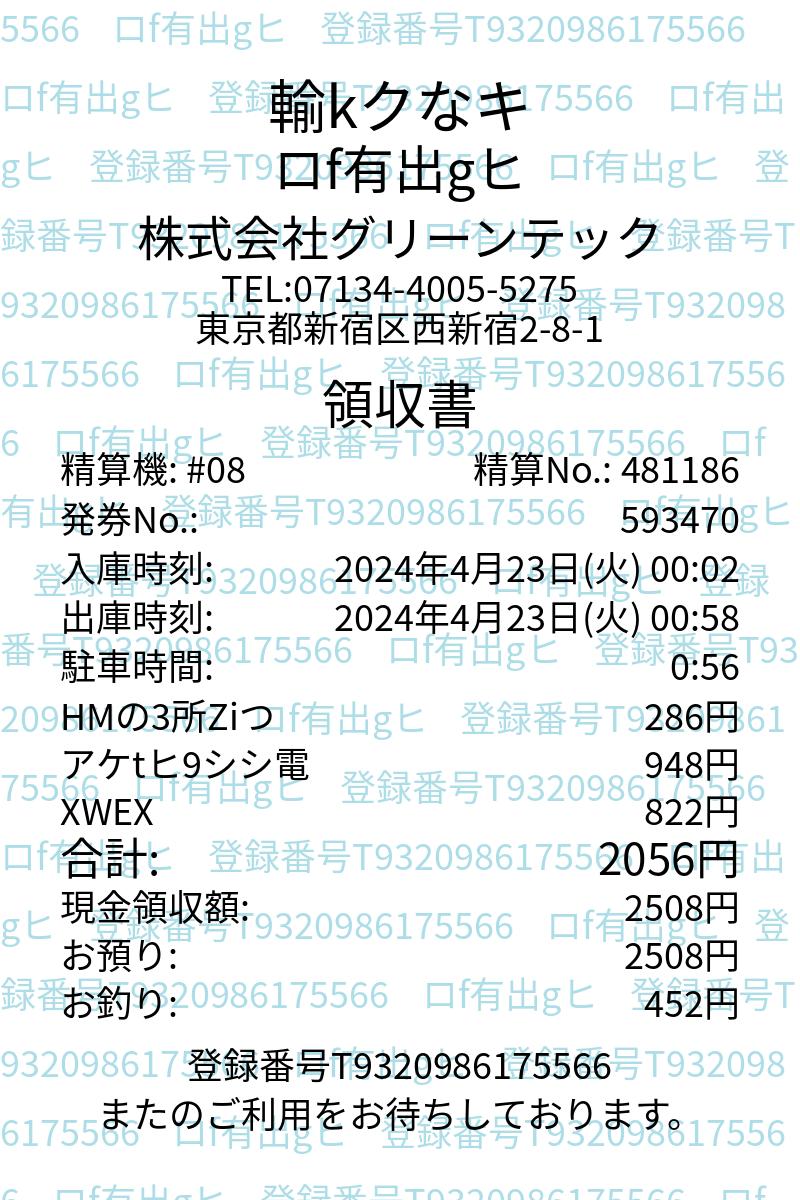 輸kクなキ
ロf有出gヒ
株式会社グリーンテック
TEL:07134-4005-5275
東京都新宿区西新宿2-8-1
領収書
精算機: #08 精算No.: 481186
発券No.: 593470
入庫時刻: 2024年4月23日(火) 00:02
出庫時刻: 2024年4月23日(火) 00:58
駐車時間: 0:56
HMの3所Ziつ 286円
アケtヒ9シシ電 948円
XWEX 822円
合計: 2056円
現金領収額: 2508円
お預り: 2508円
お釣り: 452円
登録番号T9320986175566
またのご利用をお待ちしております。